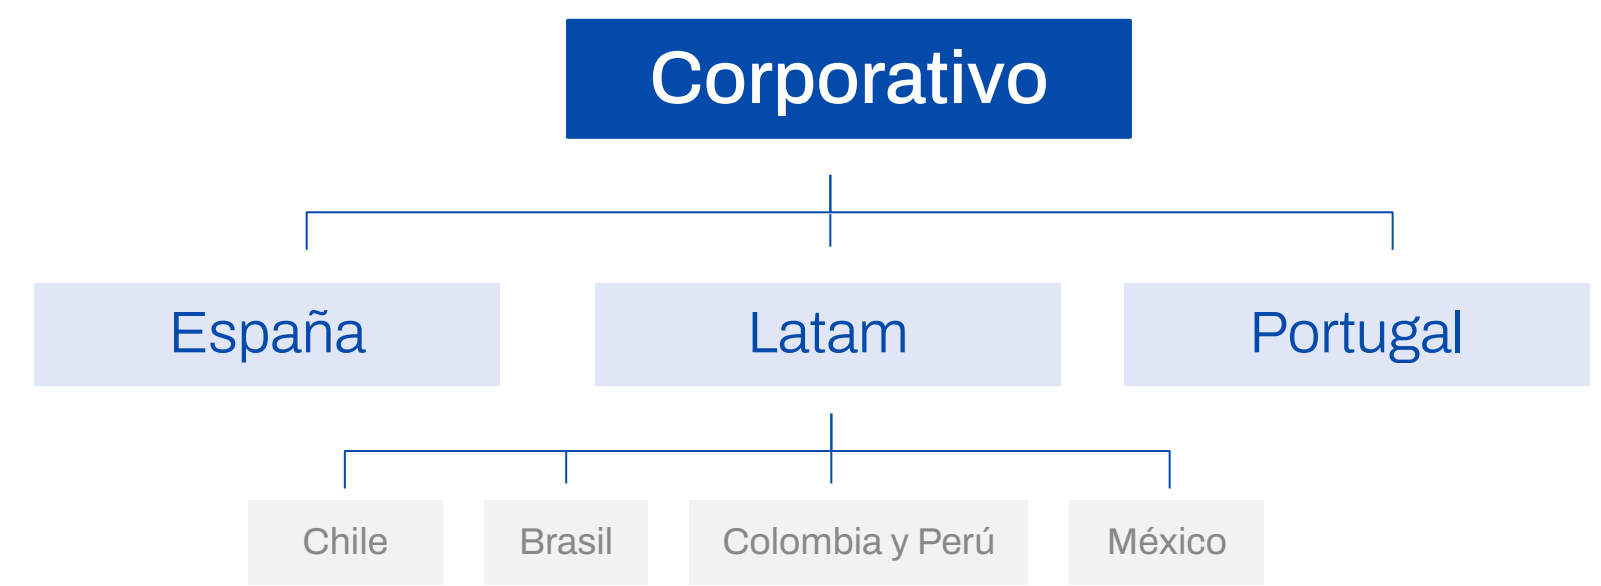 Corporativo
España
Latam
Portugal
Chile
Brasil
Colombia y Perú
México